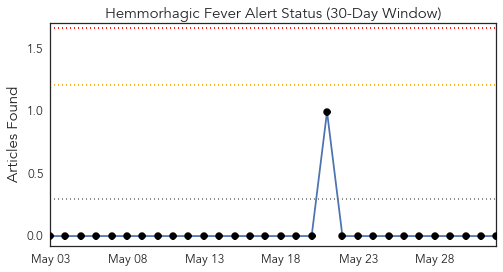 Hemmorhagic Fever Alert Status (30-Day Window)
Articles Found
1.5
1.0
0.5
0.0
May 03
May 08
May 13
May 18
May 23
May 28